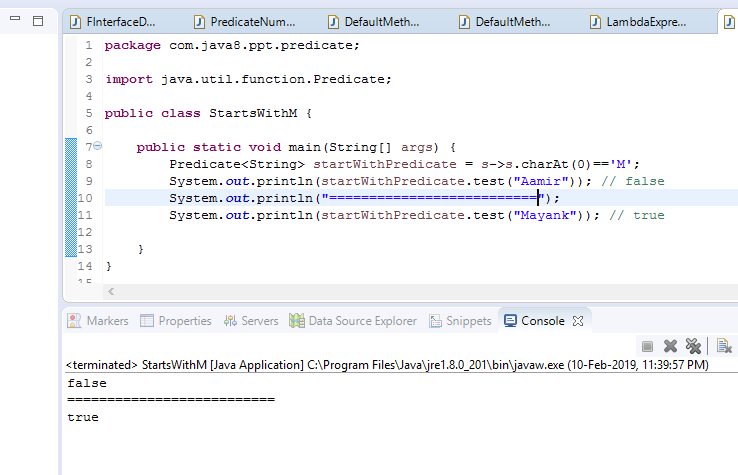 FInterfaceD... PredicateNum... DefaultMeth... DefaultMeth... LambdaExpre...
1 package com.java8.ppt.predicate;
2
3 import java.util.function.Predicate;
4
5 public class StartsWithM {
6
7 public static void main(String[] args) {
8 Predicate<String> startWithPredicate = s->s.charAt(0)=='M';
9 System.out.println(startWithPredicate.test("Aamir")); // false
10 System.out.println("==========================");
11 System.out.println(startWithPredicate.test("Mayank")); // true
12
13 }
14 }
15
Markers Properties Servers Data Source Explorer Snippets Console
<terminated> StartsWithM [Java Application] C:\Program Files\Java\jre1.8.0_201\bin\javaw.exe (10-Feb-2019, 11:39:57 PM)
false
==========================
true